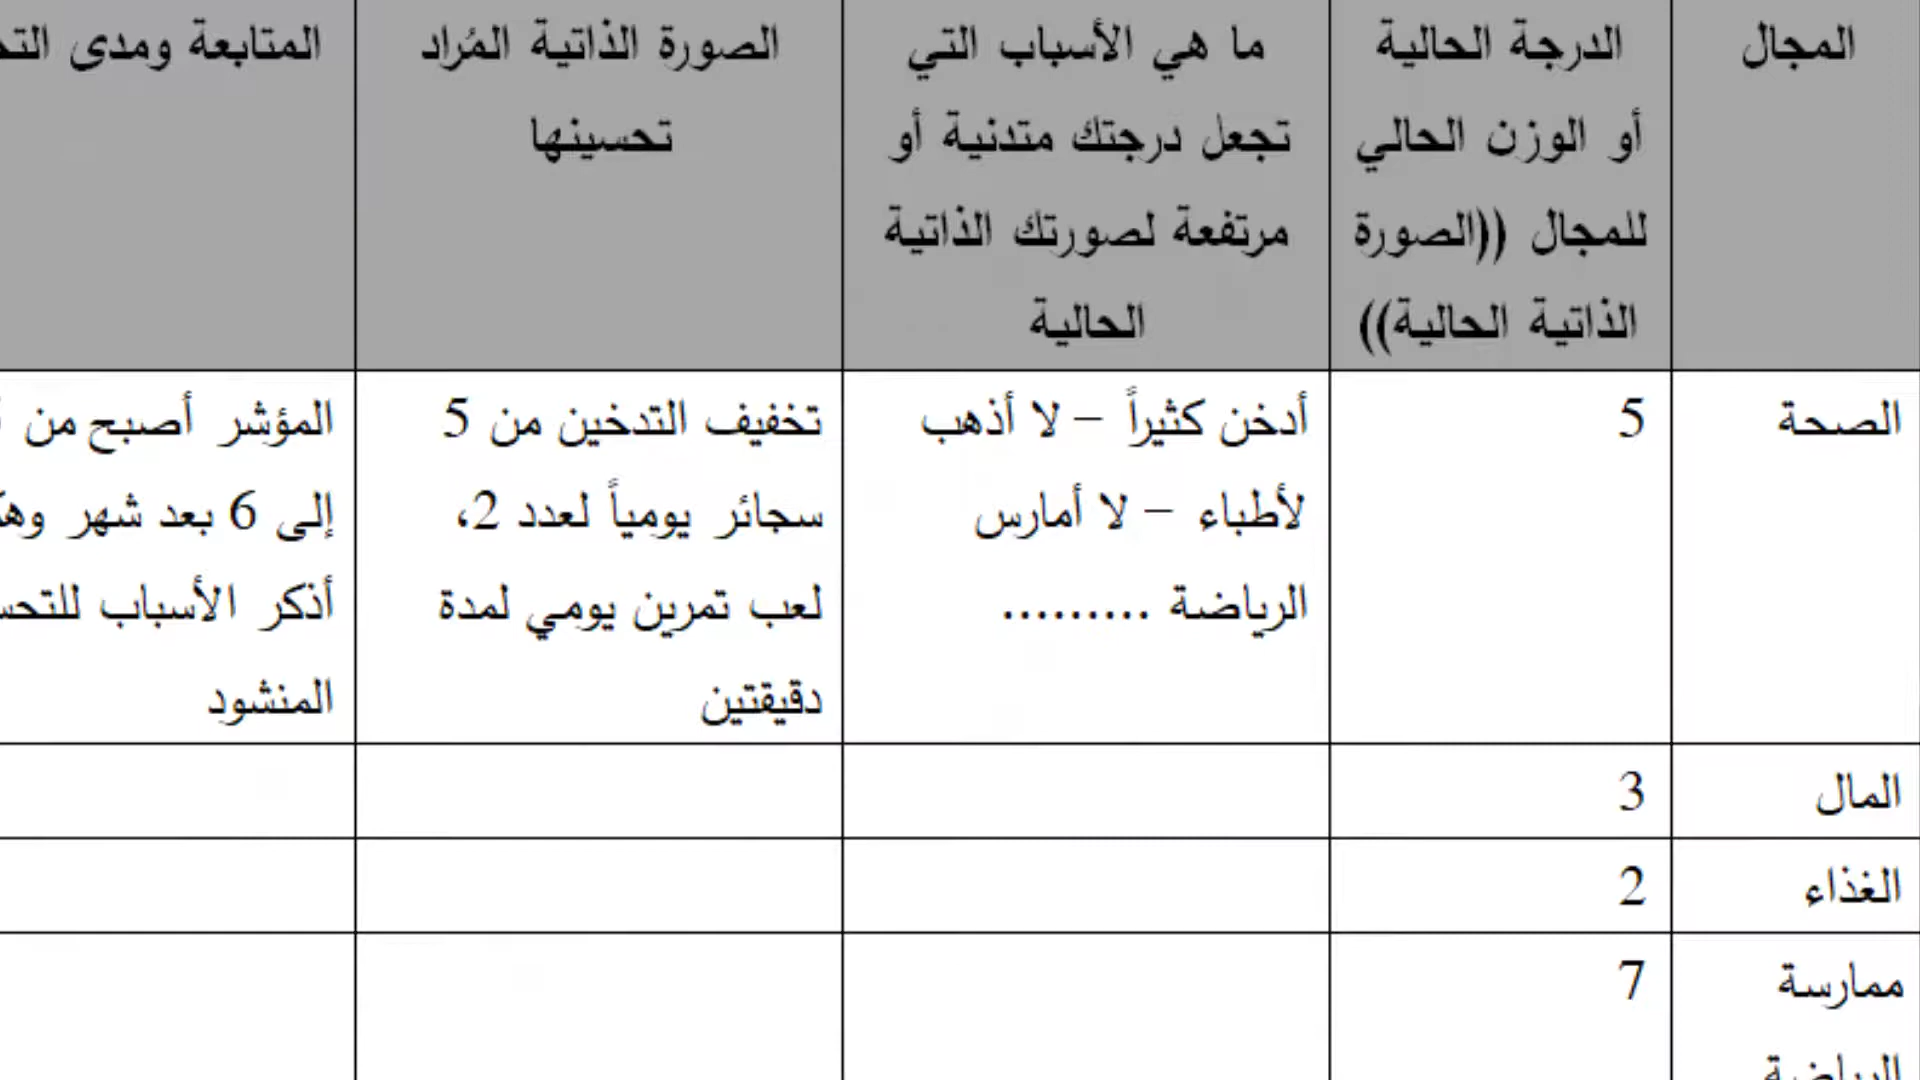 المجال
الدرجة الحالية
أو الوزن الحالي
للمجال ((الصورة
الذاتية الحالية))
ما هي الأسباب التي
تجعل درجتك متدنية أو
مرتفعة لصورتك الذاتية
الحالية
الصورة الذاتية المُراد
تحسينها
المتابعة ومدى
الصحة
5
أدخن كثيراً – لا أذهب
لأطباء – لا أمارس
الرياضة .........
تخفيف التدخين من 5
سجائر يومياً لعدد 2،
لعب تمرين يومي لمدة
دقيقتين
المؤشر أصبح من
إلى 6 بعد شهر
أذكر الأسباب
المنشود
المال
3
الغذاء
2
ممارسة
الرياضة
7